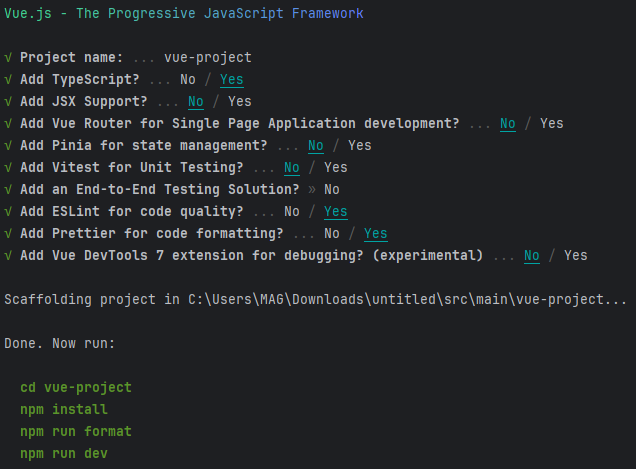 Vue.js - The Progressive JavaScript Framework
√ Project name: ... vue-project
√ Add TypeScript? ... No / Yes
√ Add JSX Support? ... No / Yes
√ Add Vue Router for Single Page Application development? ... No / Yes
√ Add Pinia for state management? ... No / Yes
√ Add Vitest for Unit Testing? ... No / Yes
√ Add an End-to-End Testing Solution? » No
√ Add ESLint for code quality? ... No / Yes
√ Add Prettier for code formatting? ... No / Yes
√ Add Vue DevTools 7 extension for debugging? (experimental) ... No / Yes
Scaffolding project in C:\Users\MAG\Downloads\untitled\src\main\vue-project...
Done. Now run:
cd vue-project
npm install
npm run format
npm run dev